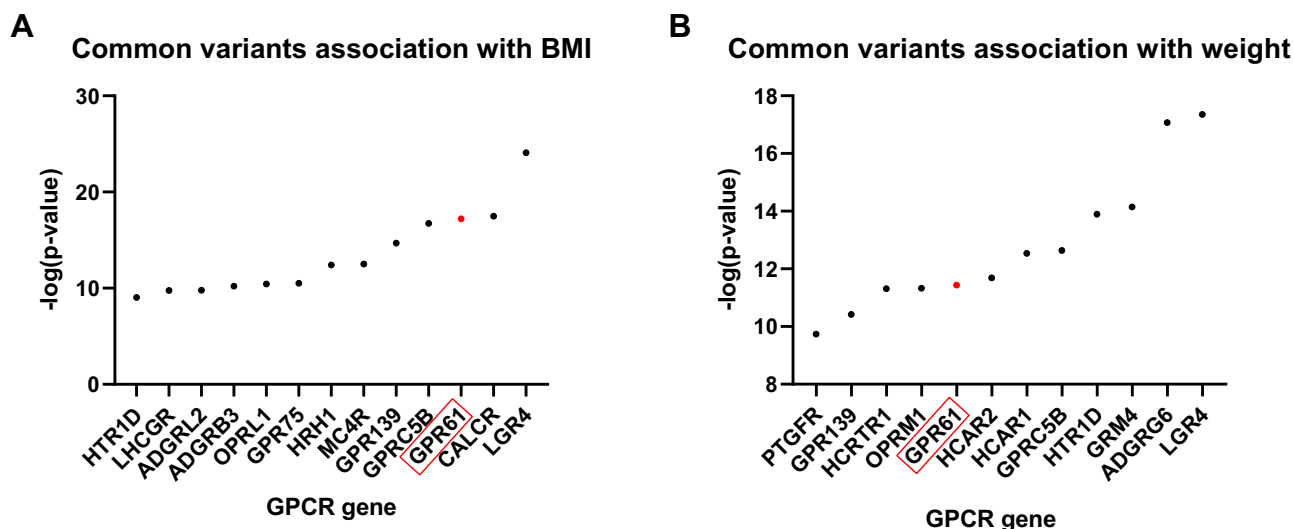 A
Common variants association with BMI
-log(p-value)
30
20
10
0
HTR1D
LHCGR
ADGRL2
ADGRB3
OPRL1
GPR75
HRH1
MC4R
GPR139
GPRC5B
GPR61
CALCR
LGR4
GPCR gene
B
Common variants association with weight
-log(p-value)
18
16
14
12
10
8
PTGFR
GPR139
HCRTR1
OPRM1
GPR61
HCAR2
HCAR1
GPRC5B
HTR1D
GRM4
ADGRG6
LGR4
GPCR gene